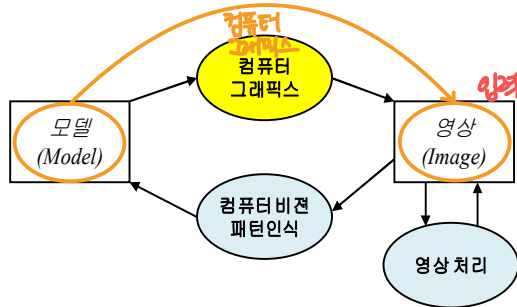 컴퓨터
그래픽스
컴퓨터
그래픽스
입력
모델
(Model)
영상
(Image)
컴퓨터비젼
패턴인식
영상 처리